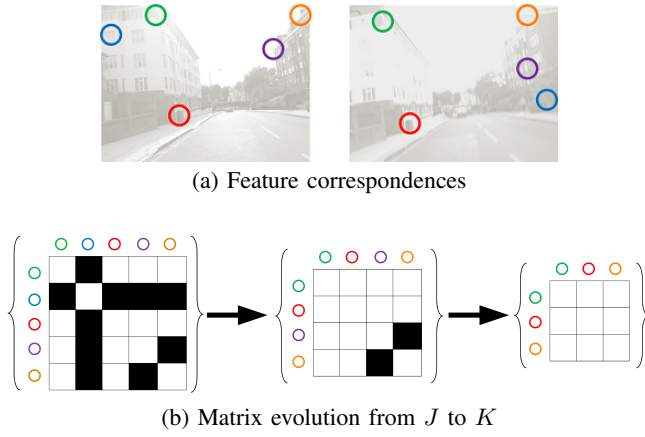 (a) Feature correspondences
(b) Matrix evolution from J to K